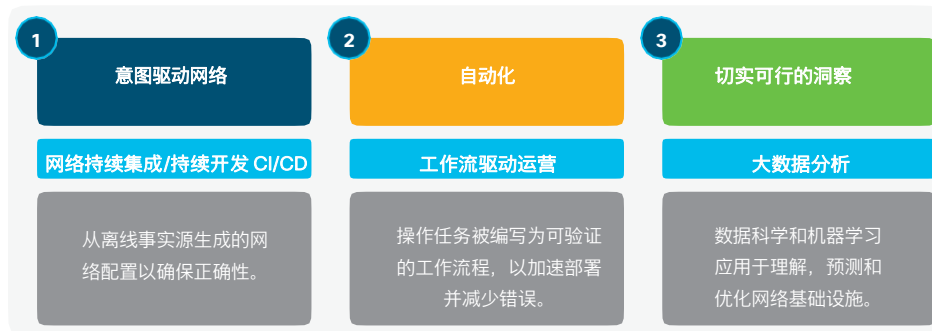 1
意图驱动网络
网络持续集成/持续开发 CI/CD
从离线事实源生成的网
络配置以确保正确性。
2
自动化
工作流驱动运营
操作任务被编写为可验证
的工作流程，以加速部署
并减少错误。
3
切实可行的洞察
大数据分析
数据科学和机器学习
应用于理解，预测和
优化网络基础设施。